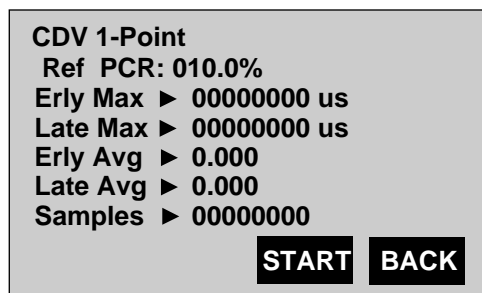 CDV 1-Point
Ref PCR: 010.0%
Erly Max ► 00000000 us
Late Max ► 00000000 us
Erly Avg ► 0.000
Late Avg ► 0.000
Samples ► 00000000
START BACK